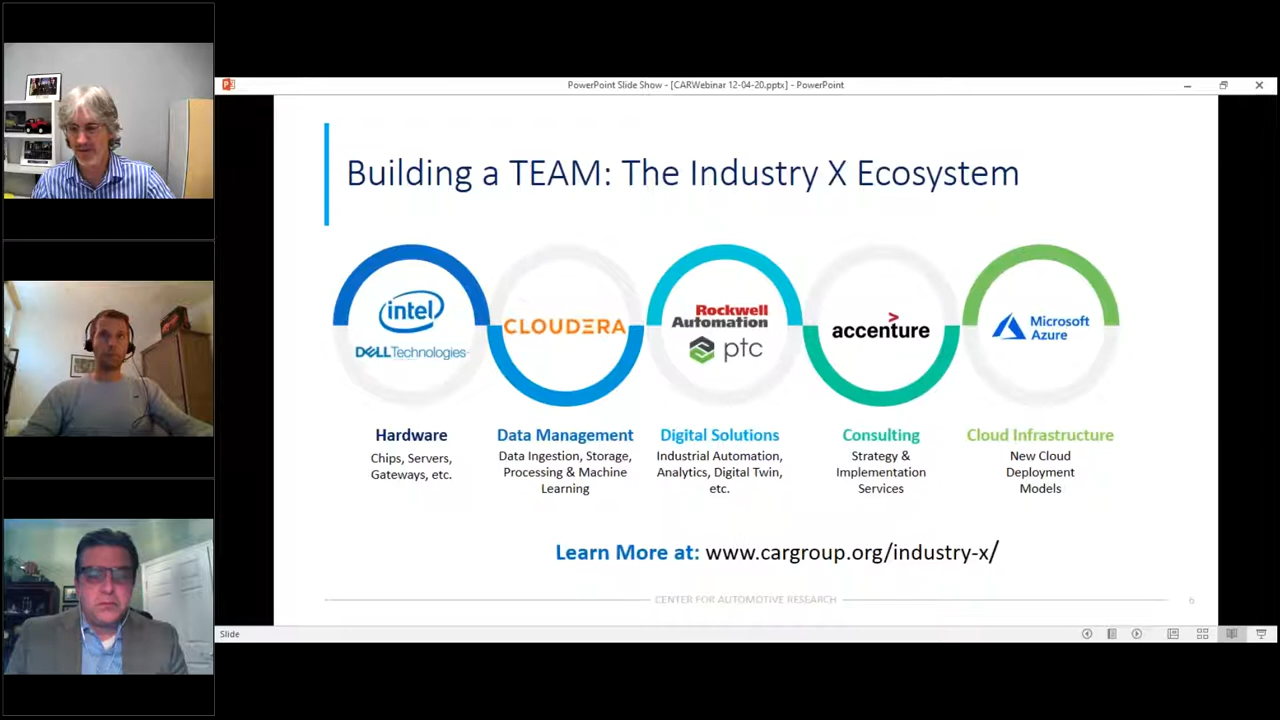 PowerPoint Slide Show - [CARWebinar 12-04-20.pptx] - PowerPoint
Building a TEAM: The Industry X Ecosystem
intel
DELLTechnologies
CLOUDERA
Rockwell
Automation
ptc
accenture
Microsoft
Azure
Hardware
Chips, Servers,
Gateways, etc.
Data Management
Data Ingestion, Storage,
Processing & Machine
Learning
Digital Solutions
Industrial Automation,
Analytics, Digital Twin,
etc.
Consulting
Strategy &
Implementation
Services
Cloud Infrastructure
New Cloud
Deployment
Models
Learn More at: www.cargroup.org/industry-x/
CENTER FOR AUTOMOTIVE RESEARCH
6
Slide